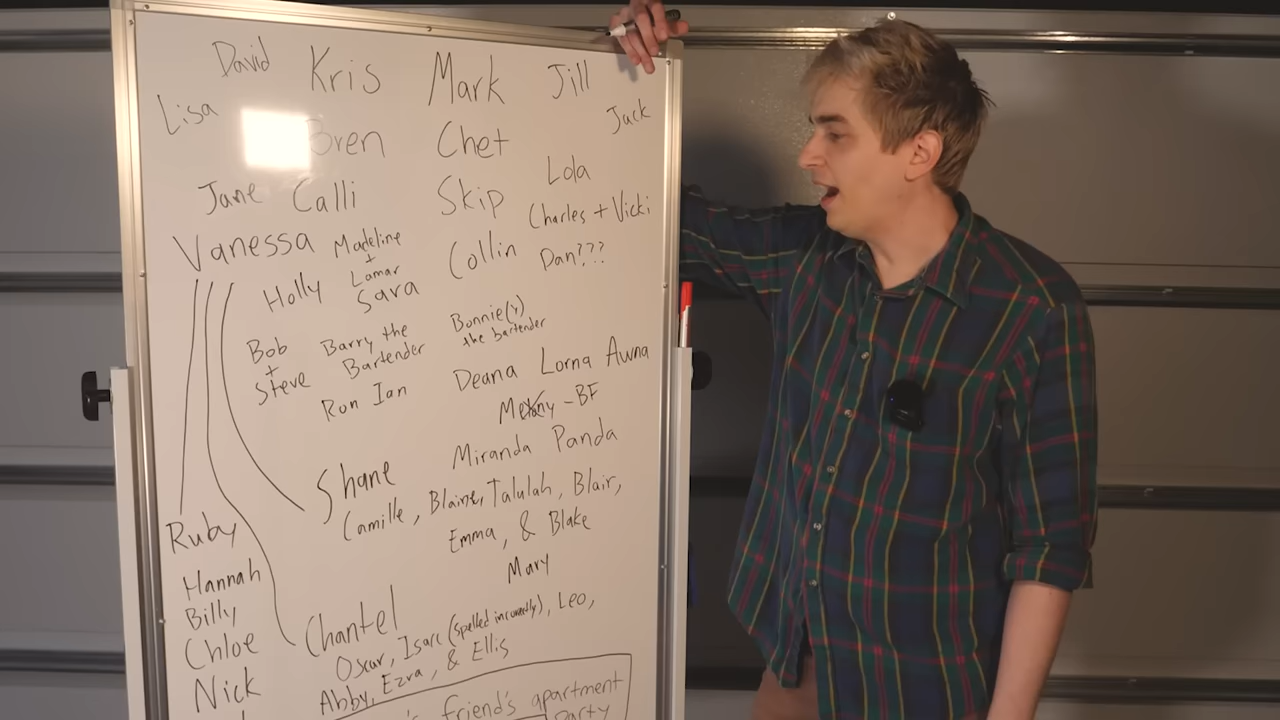 David Kris Mark Jill
Lisa Jack
Bren Chet
Lola
Jane Calli Skip
Charles + Vicki
Vanessa Madeline
+
Lamar
Collin Dan???
Holly Sara
Bonnie(y)
the bartender
Bob
+
Steve
Barry the
Bartender
Ron Ian
Deana Lorna Awna
Melany - BF
Miranda Panda
Shane
Camille, Blaine, Talulah, Blair,
Emma, & Blake
Mary
Ruby
Hannah
Billy
Chloe
Nick
Chantel
Oscar, Isacc (spelled incorrectly), Leo,
Abby, Ezra, & Ellis
friend's apartment
party